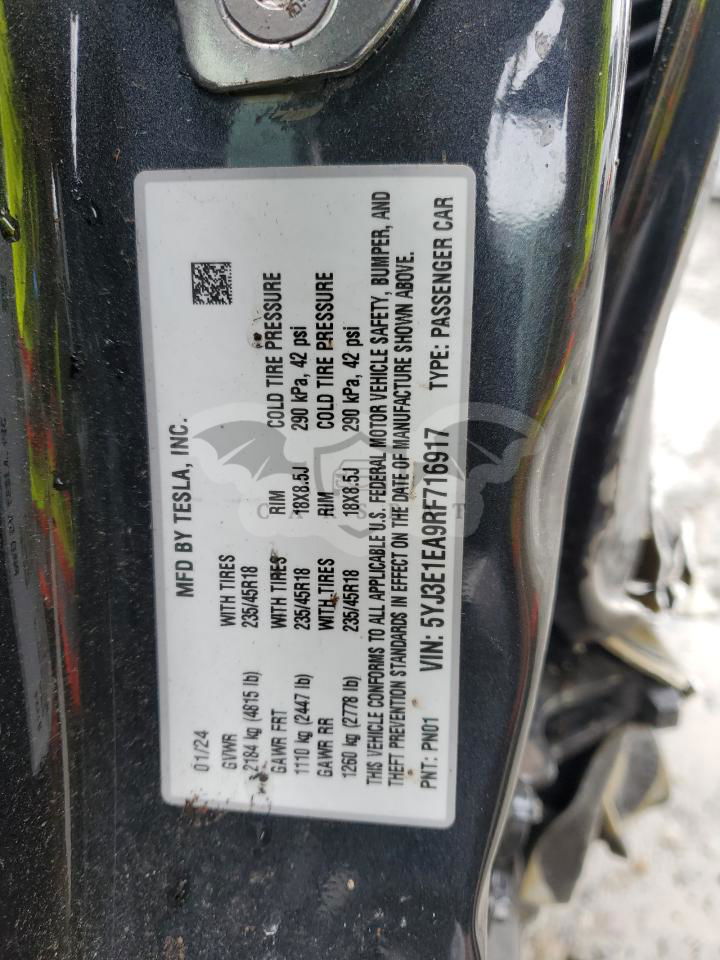 MFD BY TESLA, INC.
01/24
GVWR WITH TIRES RIM COLD TIRE PRESSURE
2184 kg (4815 lb) 235/45R18 18X8.5J 290 kPa, 42 psi
GAWR FRT WITH TIRES RIM COLD TIRE PRESSURE
1110 kg (2447 lb) 235/45R18 18X8.5J 290 kPa, 42 psi
GAWR RR WITH TIRES
1260 kg (2778 lb) 235/45R18
THIS VEHICLE CONFORMS TO ALL APPLICABLE U.S. FEDERAL MOTOR VEHICLE SAFETY, BUMPER, AND
THEFT PREVENTION STANDARDS IN EFFECT ON THE DATE OF MANUFACTURE SHOWN ABOVE.
PNT: PN01 VIN: 5YJ3E1EA9RF716917 TYPE: PASSENGER CAR